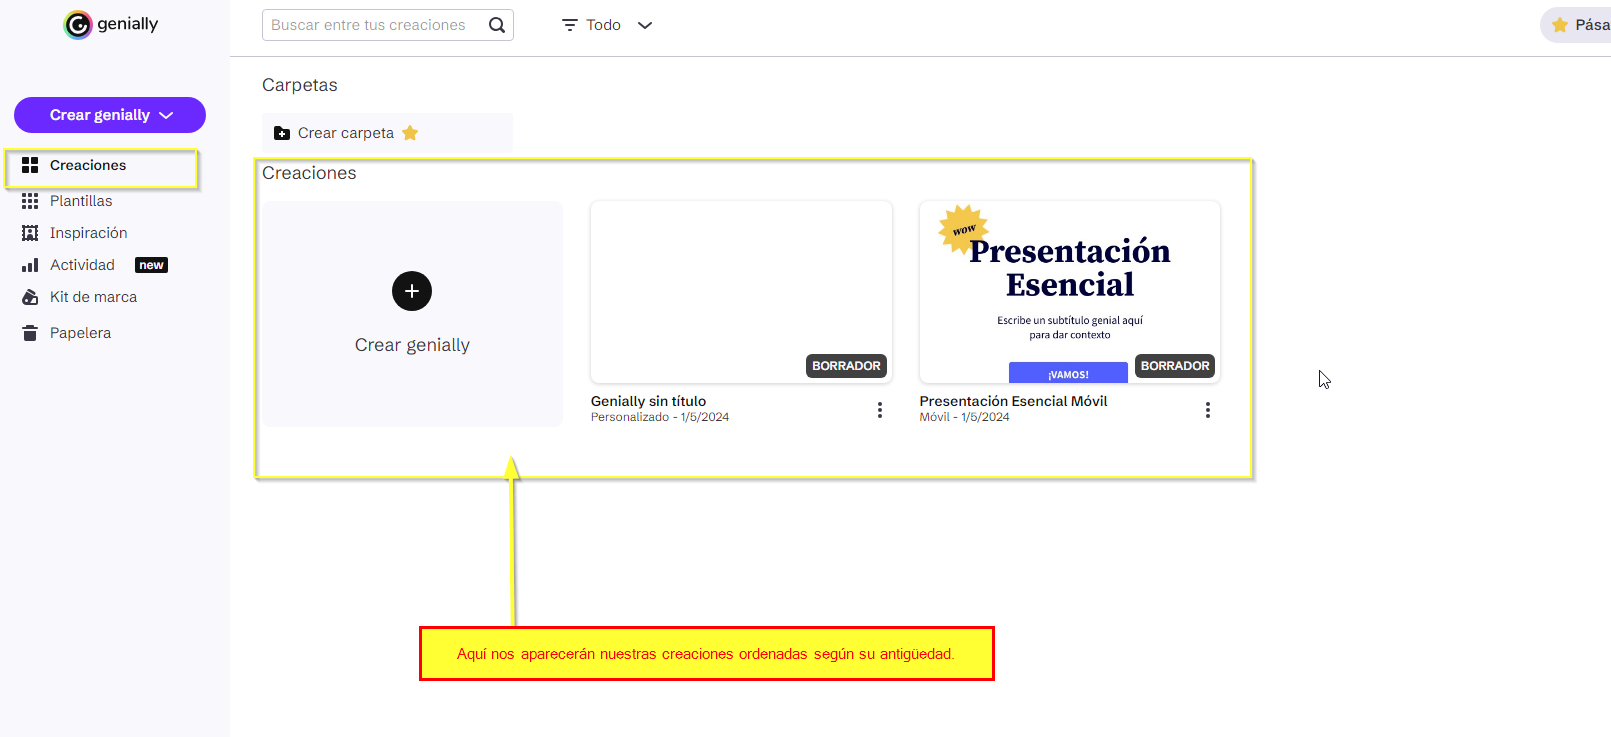 genially
Buscar entre tus creaciones
Todo
Pása
Crear genially
Creaciones
Plantillas
Inspiración
Actividad new
Kit de marca
Papelera
Carpetas
Crear carpeta
Creaciones
Crear genially
BORRADOR
Genially sin título
Personalizado - 1/5/2024
wow
Presentación
Esencial
Escribe un subtítulo genial aquí
para dar contexto
¡VAMOS!
BORRADOR
Presentación Esencial Móvil
Móvil - 1/5/2024
Aquí nos aparecerán nuestras creaciones ordenadas según su antigüedad.